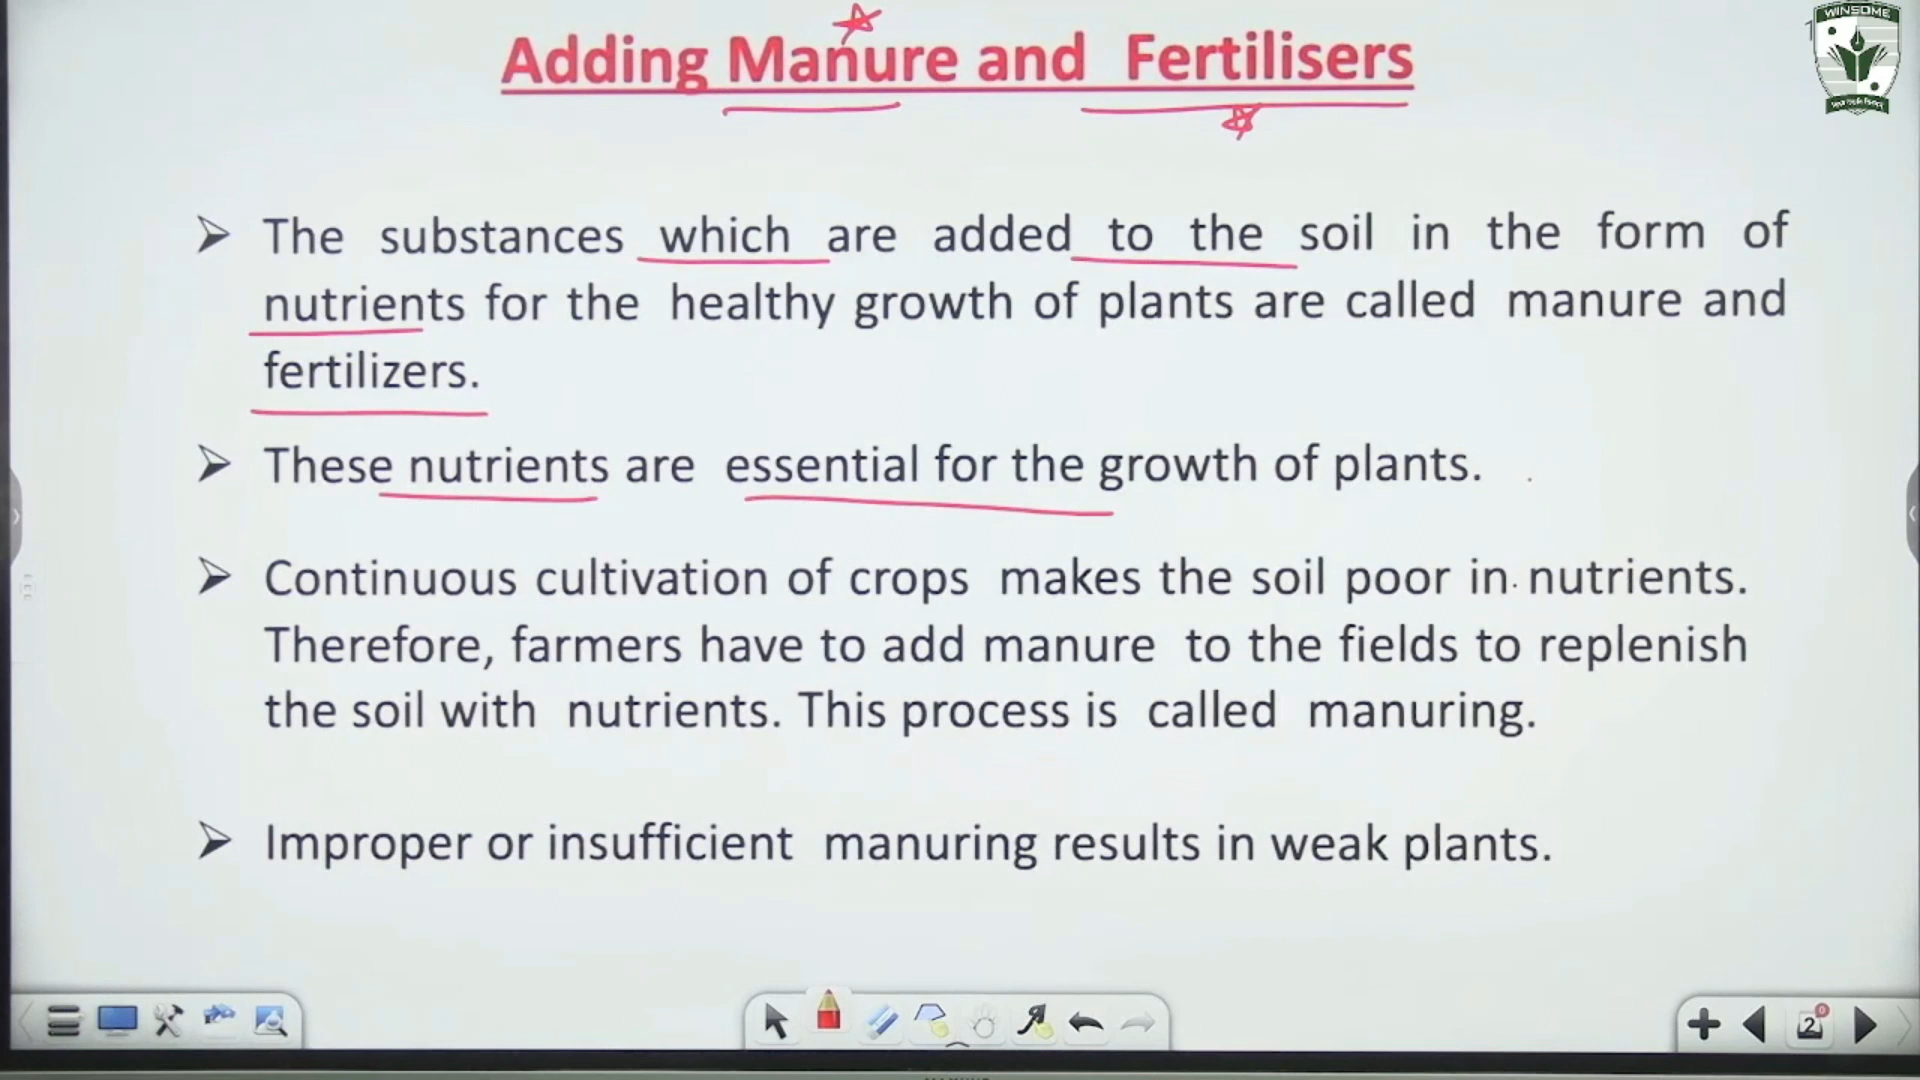 Adding Manure and Fertilisers
WINSOME
➢ The substances which are added to the soil in the form of
nutrients for the healthy growth of plants are called manure and
fertilizers.
➢ These nutrients are essential for the growth of plants.
➢ Continuous cultivation of crops makes the soil poor in nutrients.
Therefore, farmers have to add manure to the fields to replenish
the soil with nutrients. This process is called manuring.
➢ Improper or insufficient manuring results in weak plants.
2